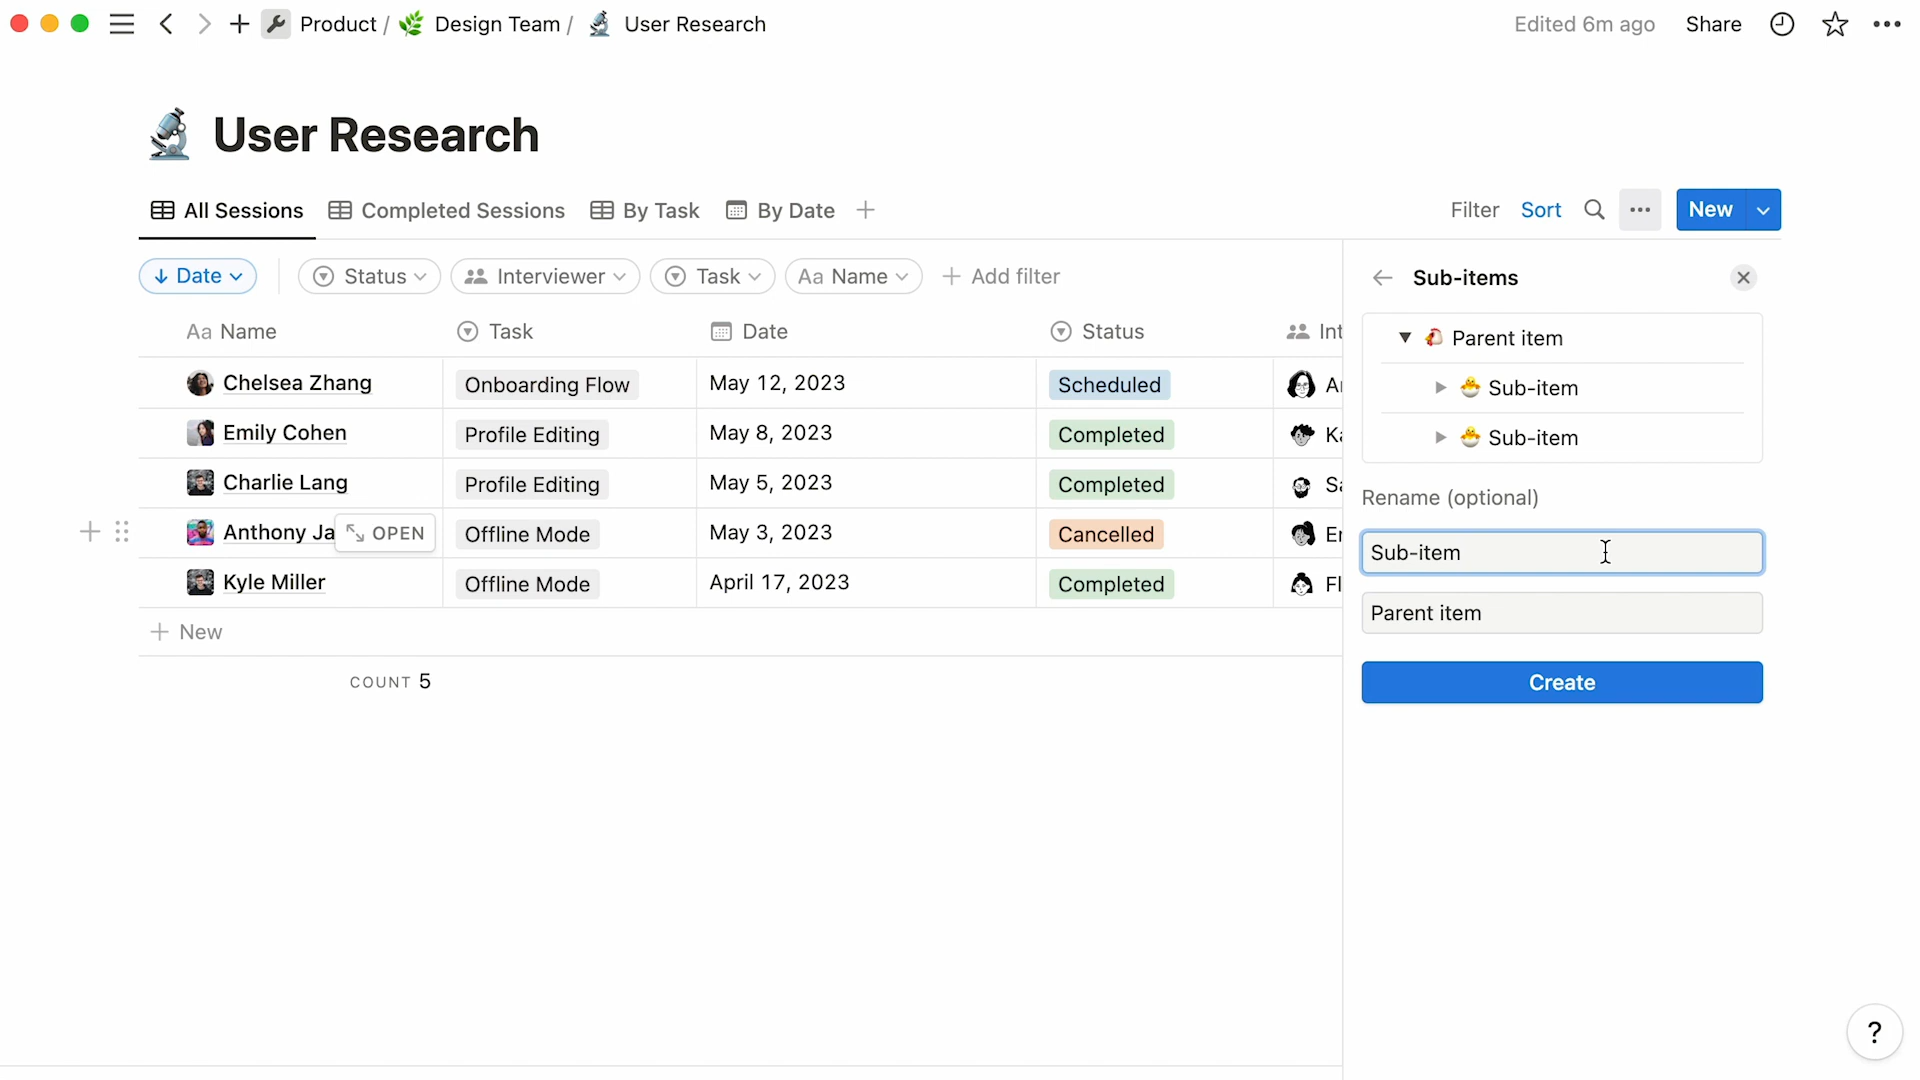 Product / Design Team / User Research
Edited 6m ago Share
User Research
All Sessions Completed Sessions By Task By Date
Filter Sort New
Date Status Interviewer Task Aa Name Add filter
Aa Name Task Date Status Int
Chelsea Zhang Onboarding Flow May 12, 2023 Scheduled
Emily Cohen Profile Editing May 8, 2023 Completed
Charlie Lang Profile Editing May 5, 2023 Completed
Anthony Ja OPEN Offline Mode May 3, 2023 Cancelled
Kyle Miller Offline Mode April 17, 2023 Completed
New
COUNT 5
Sub-items
Parent item
Sub-item
Sub-item
Rename (optional)
Sub-item
Parent item
Create
?